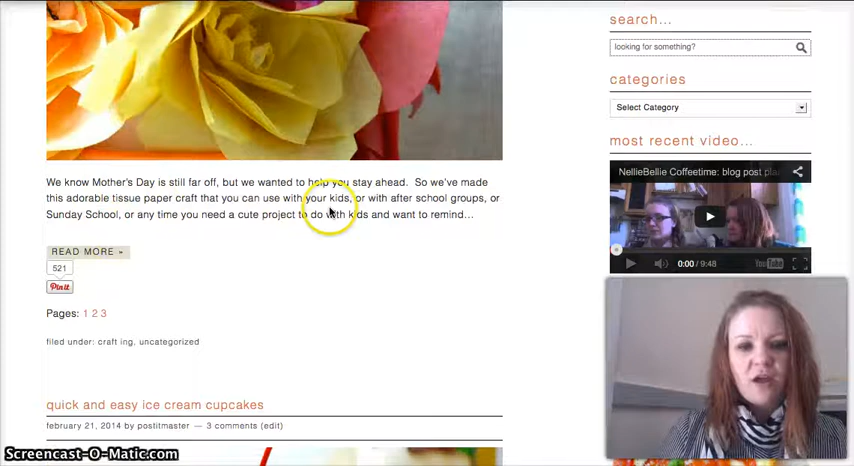 search...
looking for something?
categories
Select Category
most recent video...
NellieBellie Coffeetime: blog post pla
0:00 / 9:48
YouTube
We know Mother's Day is still far off, but we wanted to help you stay ahead. So we've made
this adorable tissue paper craft that you can use with your kids, or with after school groups, or
Sunday School, or any time you need a cute project to do with kids and want to remind...
READ MORE »
521
Pinit
Pages: 1 2 3
filed under: craft ing, uncategorized
quick and easy ice cream cupcakes
february 21, 2014 by postitmaster — 3 comments (edit)
Screencast-O-Matic.com